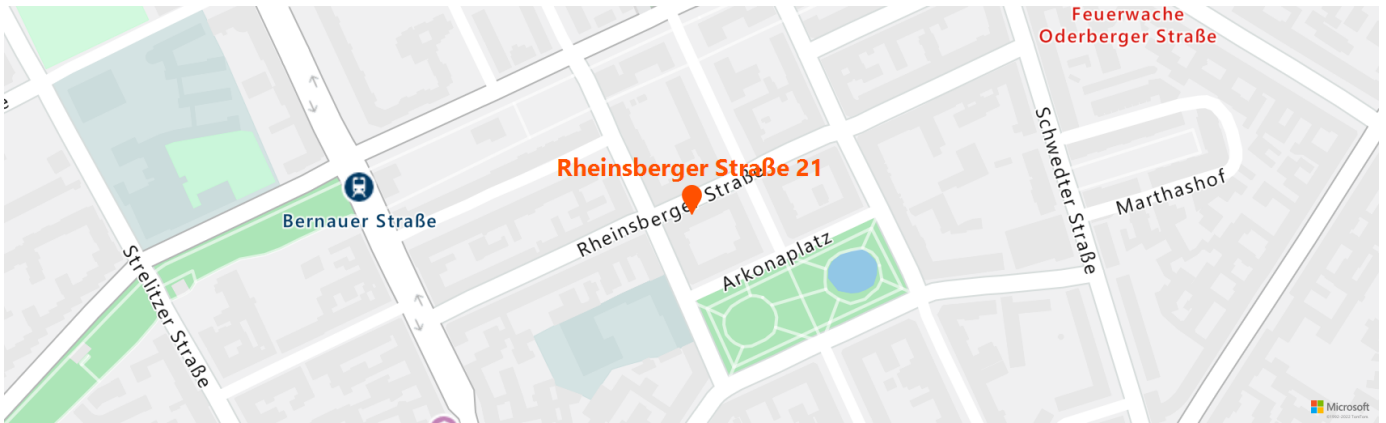 Feuerwache
Oderberger Straße
Schwedter Straße
Rheinsberger Straße 21
Marthashof
Rheinsberger Straße
Bernauer Straße
Arkonaplatz
Strelitzer Straße
Microsoft